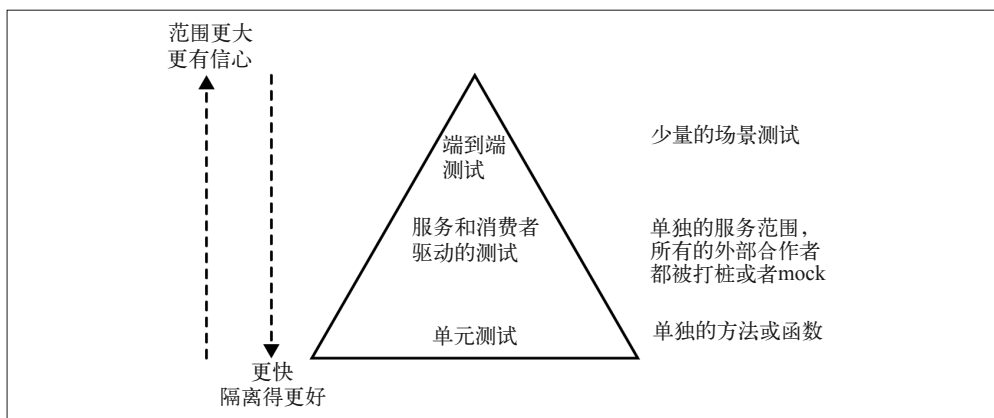 范围更大
更有信心
端到端
测试
少量的场景测试
服务和消费者
驱动的测试
单独的服务范围，
所有的外部合作者
都被打桩或者mock
单元测试
单独的方法或函数
更快
隔离得更好